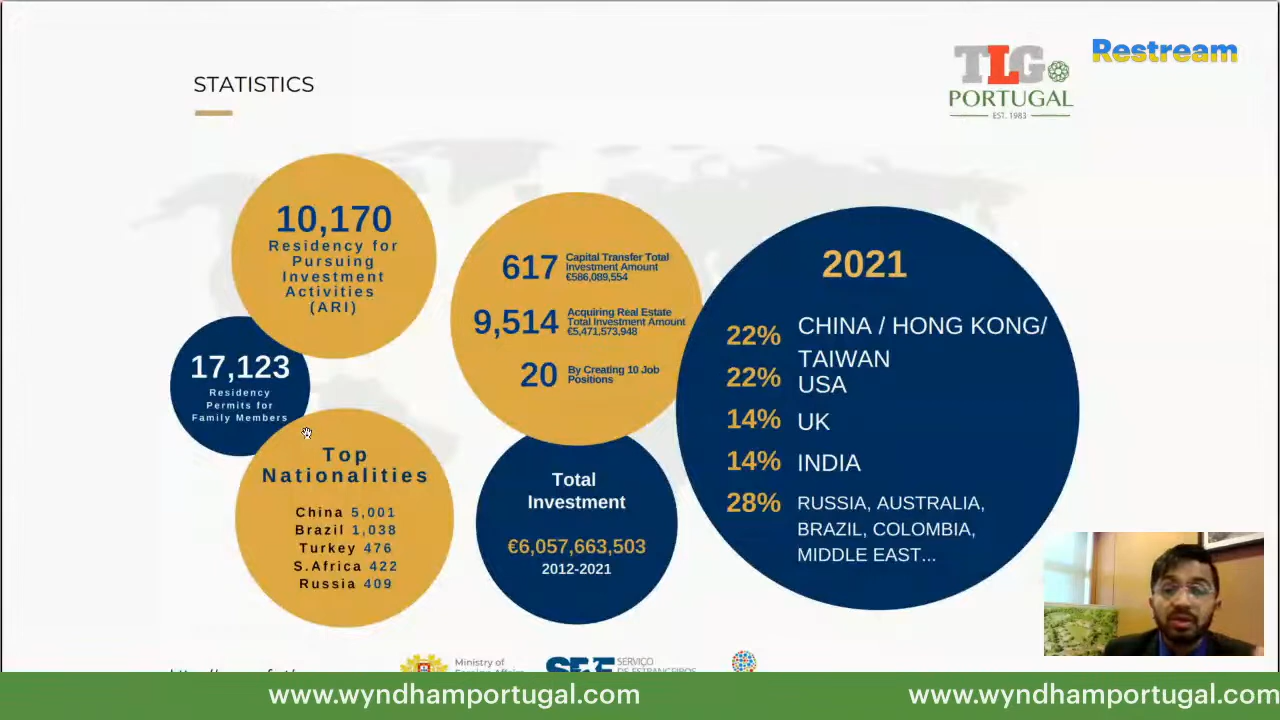 Restream
TLG
PORTUGAL
EST. 1983
STATISTICS
10,170
Residency for
Pursuing
Investment
Activities
(ARI)
17,123
Residency
Permits for
Family Members
Top
Nationalities
China 5,001
Brazil 1,038
Turkey 476
S.Africa 422
Russia 409
617 Capital Transfer Total
Investment Amount
€586,089,554
9,514 Acquiring Real Estate
Total Investment Amount
€5,471,573,948
20 By Creating 10 Job
Positions
Total
Investment
€6,057,663,503
2012-2021
2021
22% CHINA / HONG KONG/
TAIWAN
22% USA
14% UK
14% INDIA
28% RUSSIA, AUSTRALIA,
BRAZIL, COLOMBIA,
MIDDLE EAST...
Ministry of
SEF SERVIÇO
www.wyndhamportugal.com www.wyndhamportugal.com